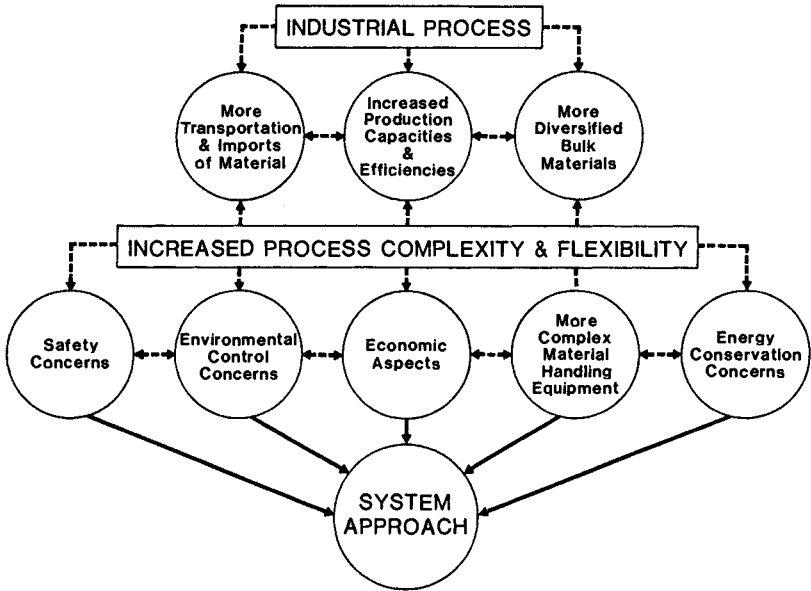 INDUSTRIAL PROCESS
More
Transportation
& Imports
of Material
Increased
Production
Capacities
&
Efficiencies
More
Diversified
Bulk
Materials
INCREASED PROCESS COMPLEXITY & FLEXIBILITY
Safety
Concerns
Environmental
Control
Concerns
Economic
Aspects
More
Complex
Material
Handling
Equipment
Energy
Conservation
Concerns
SYSTEM
APPROACH